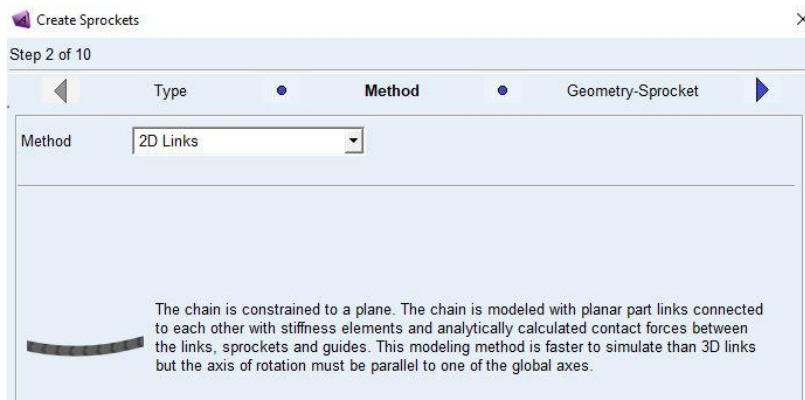 Create Sprockets
Step 2 of 10
Type Method Geometry-Sprocket
Method 2D Links
The chain is constrained to a plane. The chain is modeled with planar part links connected
to each other with stiffness elements and analytically calculated contact forces between
the links, sprockets and guides. This modeling method is faster to simulate than 3D links
but the axis of rotation must be parallel to one of the global axes.